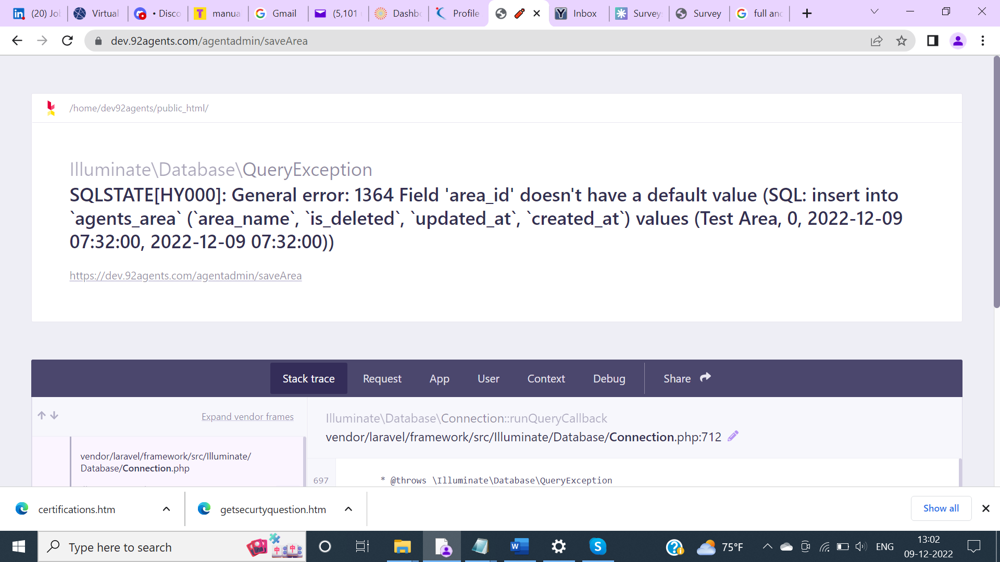 (20) Jol
Virtual
• Disco
manua
Gmail
(5,101
Dashbo
Profile
Inbox
Survey
Survey
full and
dev.92agents.com/agentadmin/saveArea
/home/dev92agents/public_html/
Illuminate\Database\QueryException
SQLSTATE[HY000]: General error: 1364 Field 'area_id' doesn't have a default value (SQL: insert into
`agents_area` (`area_name`, `is_deleted`, `updated_at`, `created_at`) values (Test Area, 0, 2022-12-09
07:32:00, 2022-12-09 07:32:00))
https://dev.92agents.com/agentadmin/saveArea
Stack trace
Request
App
User
Context
Debug
Share
Expand vendor frames
Illuminate\Database\Connection::runQueryCallback
vendor/laravel/framework/src/Illuminate/Database/Connection.php:712
vendor/laravel/framework/src/Illuminate/
Database/Connection.php
697
* @throws \Illuminate\Database\QueryException
certifications.htm
getsecurtyquestion.htm
Show all
Type here to search
75°F
ENG
13:02
09-12-2022